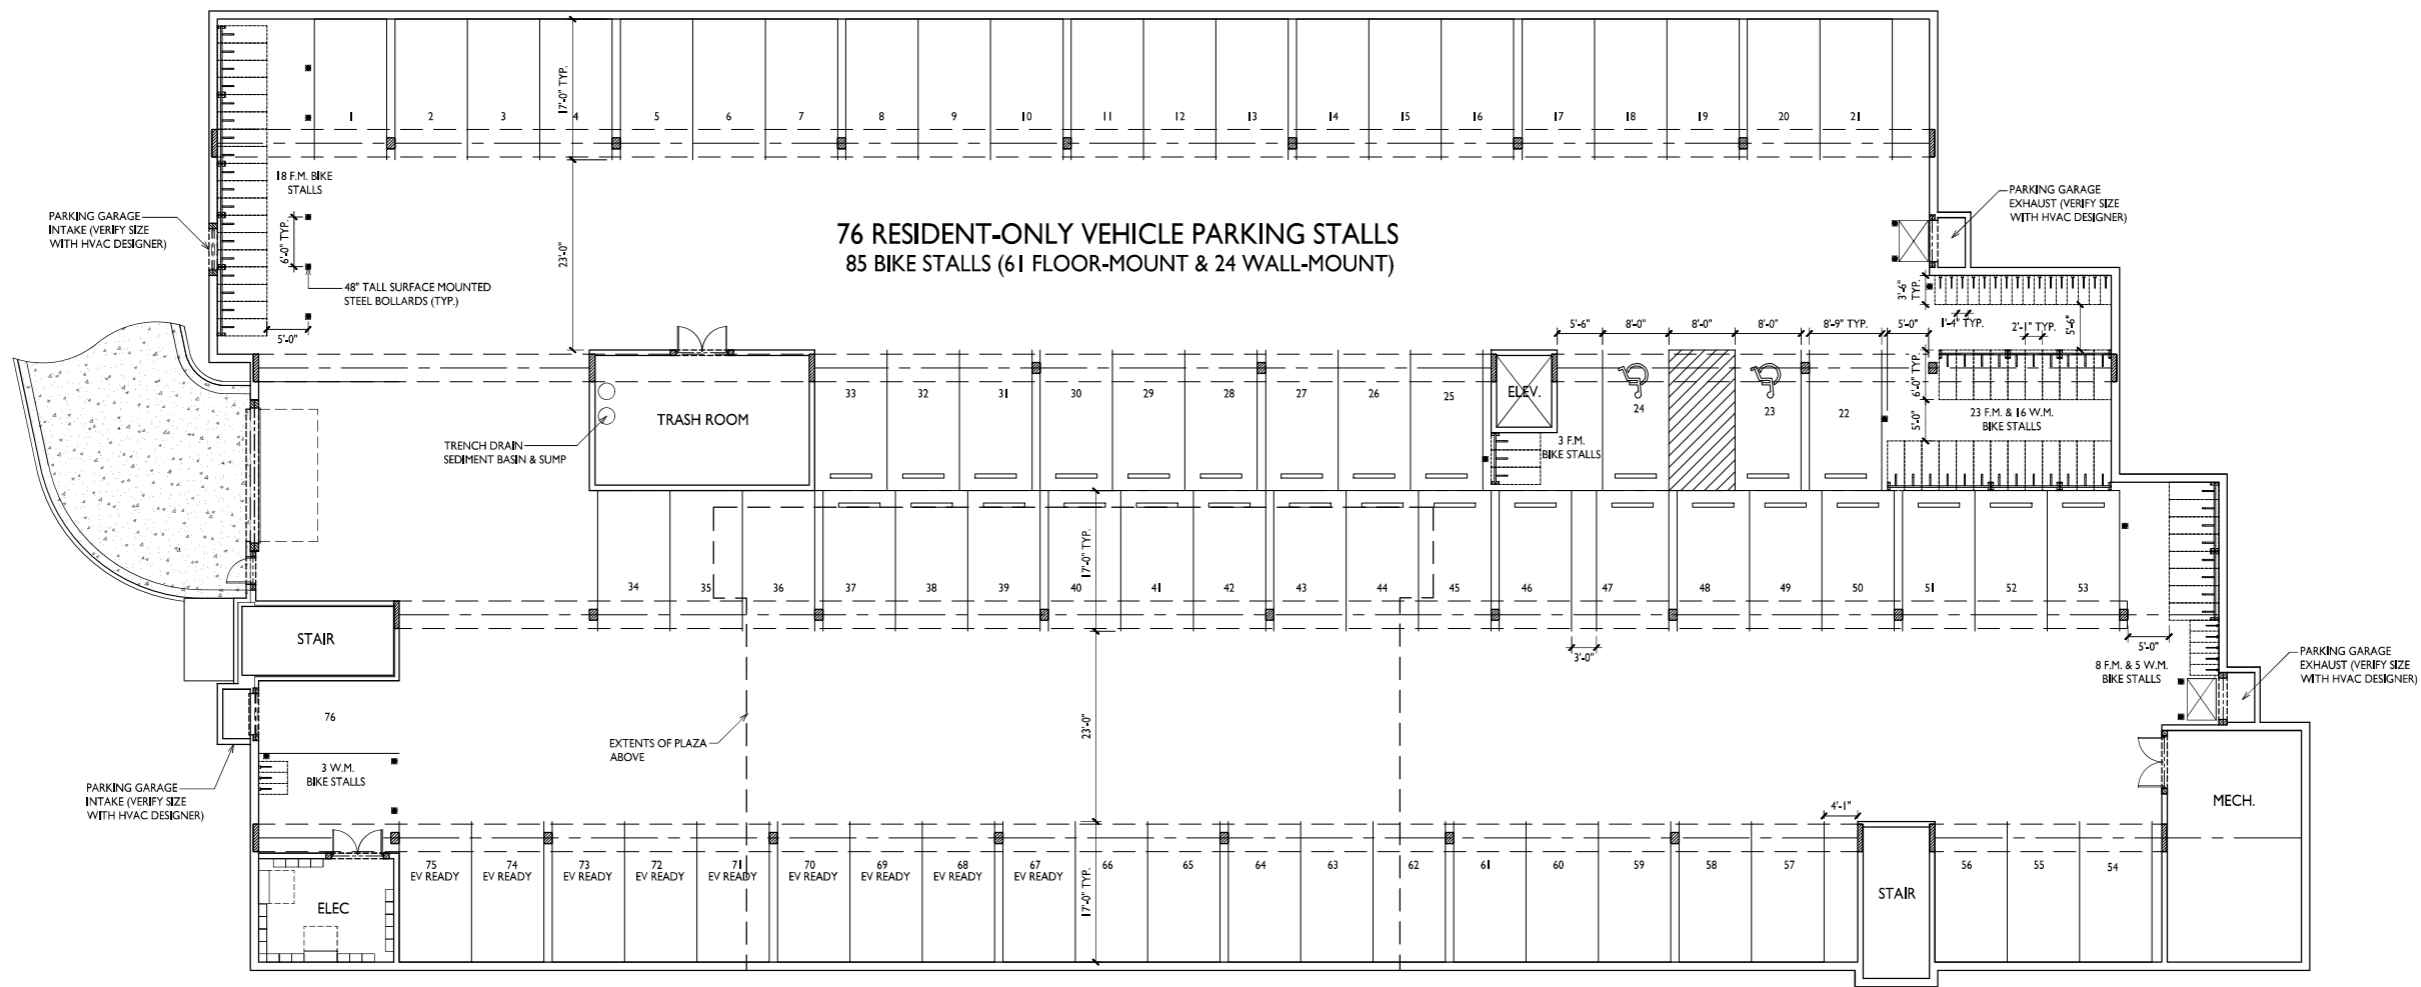 17'-0" TYP.
1 2 3 4 5 6 7 8 9 10 11 12 13 14 15 16 17 18 19 20 21
18 F.M. BIKE
STALLS
PARKING GARAGE
INTAKE (VERIFY SIZE
WITH HVAC DESIGNER)
6'-0" TYP.
23'-0"
76 RESIDENT-ONLY VEHICLE PARKING STALLS
85 BIKE STALLS (61 FLOOR-MOUNT & 24 WALL-MOUNT)
PARKING GARAGE
EXHAUST (VERIFY SIZE
WITH HVAC DESIGNER)
48" TALL SURFACE MOUNTED
STEEL BOLLARDS (TYP.)
5'-0"
3'-6"
TYP.
5'-6" 8'-0" 8'-0" 8'-0" 8'-9" TYP. 5'-0" 1'-4" TYP. 2'-1" TYP. 5'-6"
6'-0" TYP.
5'-0"
TRASH ROOM
33 32 31 30 29 28 27 26 25
ELEV.
24 23 22
23 F.M. & 16 W.M.
BIKE STALLS
TRENCH DRAIN
SEDIMENT BASIN & SUMP
3 F.M.
BIKE STALLS
17'-0" TYP.
34 35 36 37 38 39 40 41 42 43 44 45 46 47 48 49 50 51 52 53
STAIR
3'-0"
5'-0"
8 F.M. & 5 W.M.
BIKE STALLS
PARKING GARAGE
EXHAUST (VERIFY SIZE
WITH HVAC DESIGNER)
76
EXTENTS OF PLAZA
ABOVE
23'-0"
3 W.M.
BIKE STALLS
PARKING GARAGE
INTAKE (VERIFY SIZE
WITH HVAC DESIGNER)
4'-1"
MECH.
75 74 73 72 71 70 69 68 67 66 65 64 63 62 61 60 59 58 57 56 55 54
EV READY EV READY EV READY EV READY EV READY EV READY EV READY EV READY EV READY
17'-0" TYP.
ELEC
STAIR